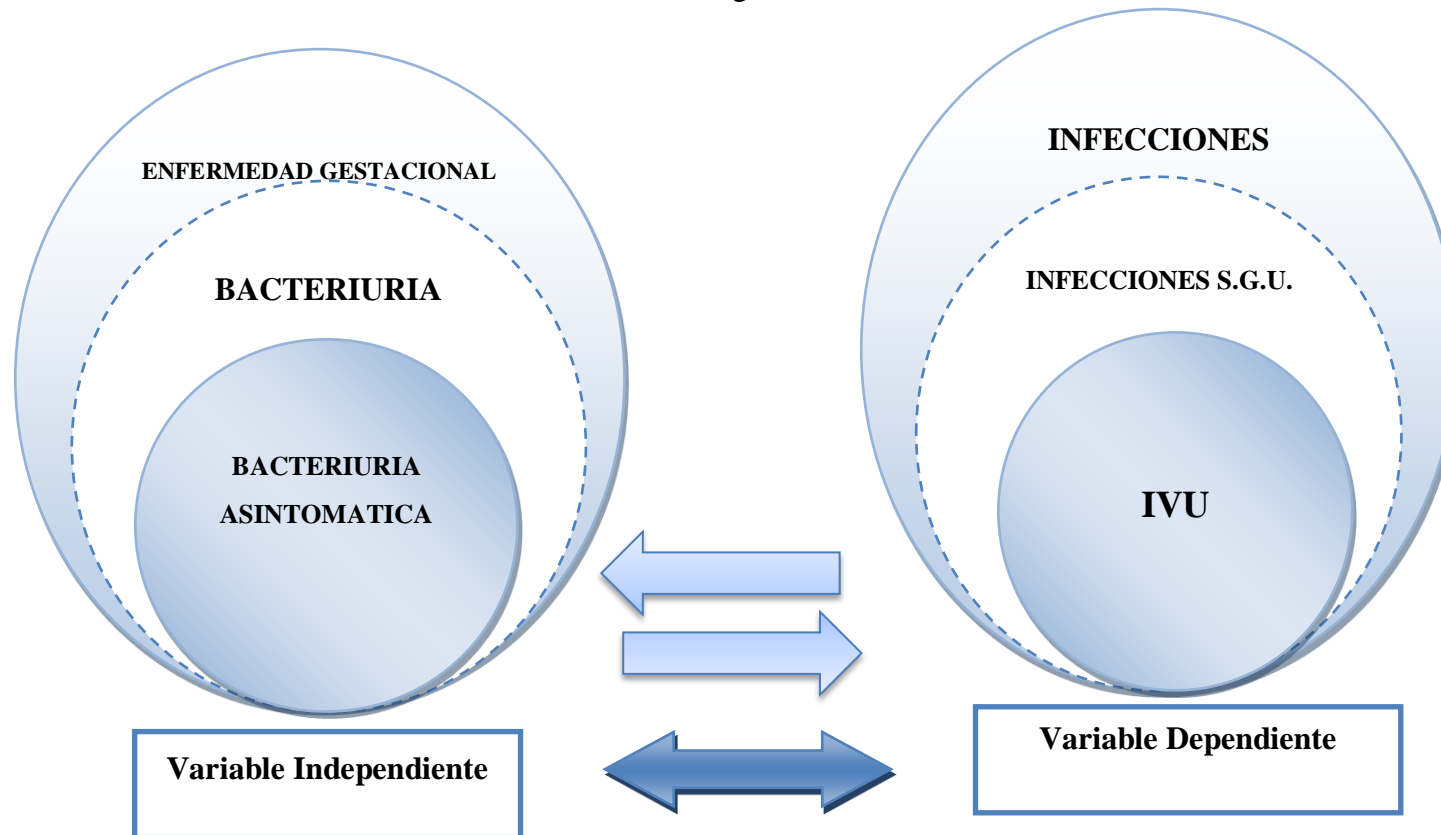 ENFERMEDAD GESTACIONAL
BACTERIURIA
BACTERIURIA
ASINTOMATICA
Variable Independiente
INFECCIONES
INFECCIONES S.G.U.
IVU
Variable Dependiente